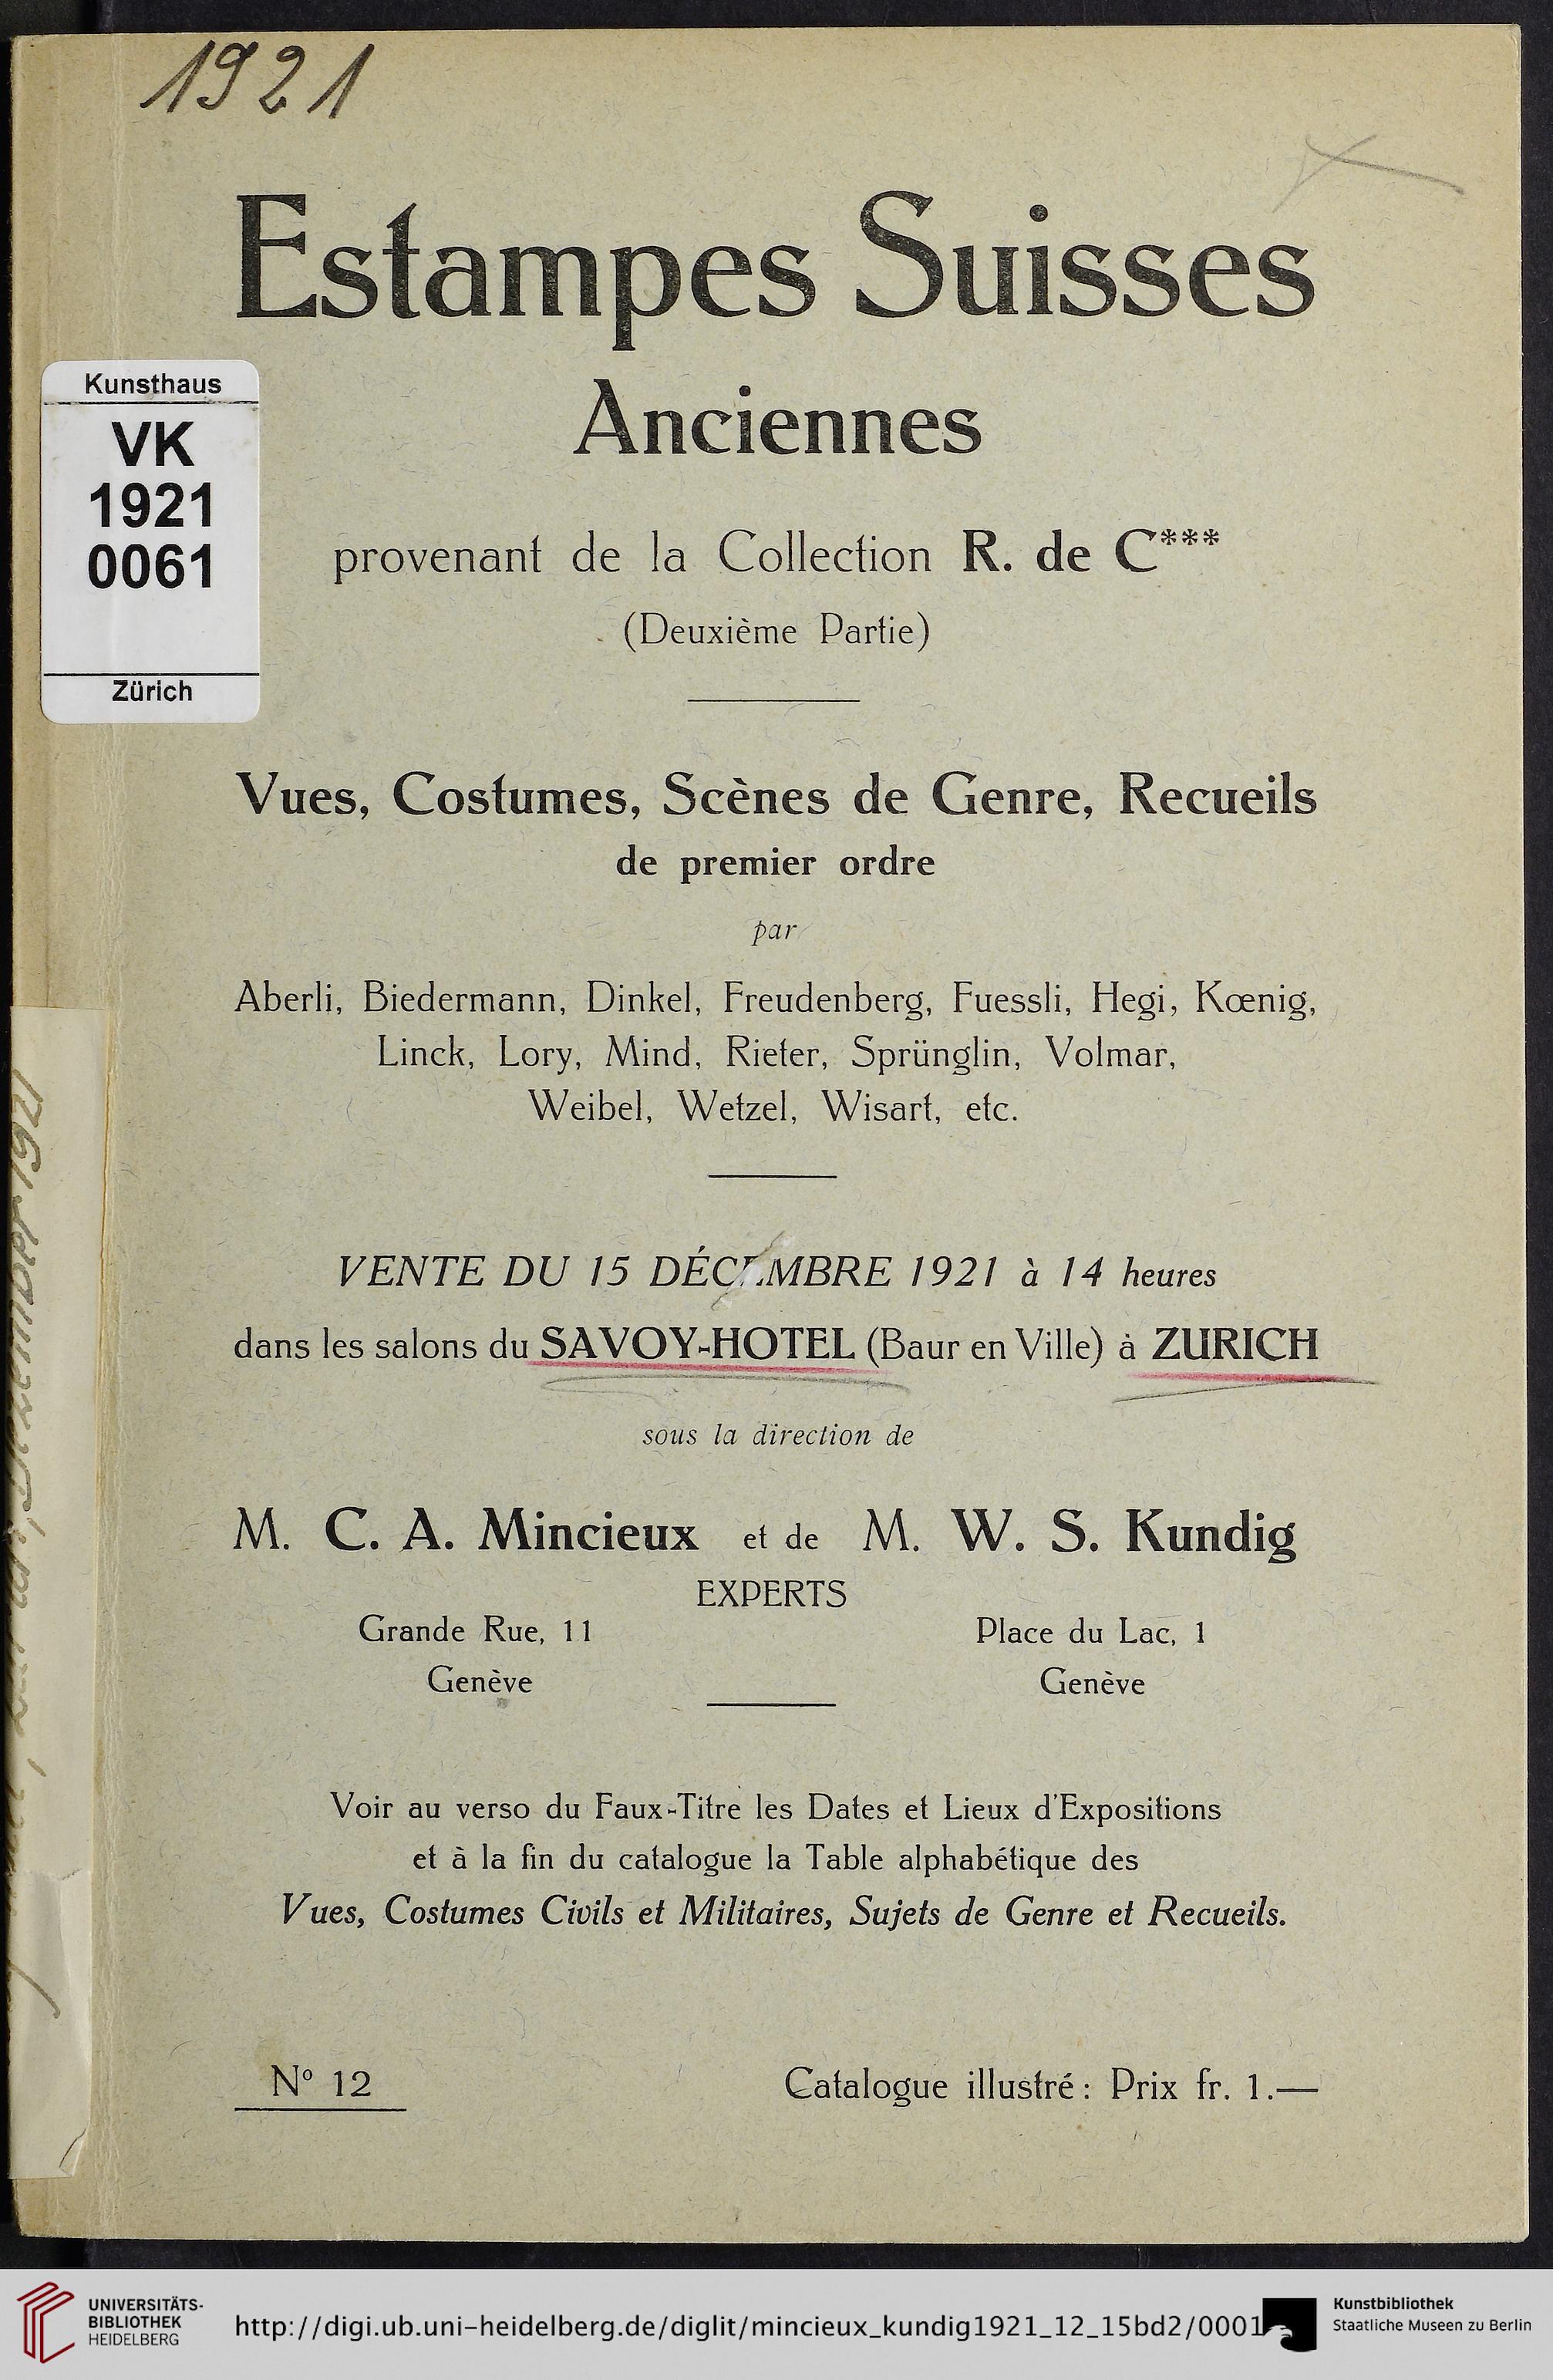 1921
Estampes Suisses
Anciennes
Kunsthaus
VK
1921
0061
Zürich
provenant de la Collection R. de C***
(Deuxième Partie)
Vues, Costumes, Scènes de Genre, Recueils
de premier ordre
par
Aberli, Biedermann, Dinkel, Freudenberg, Fuessli, Hegi, Kœnig,
Linck, Lory, Mind, Rieter, Sprünglin, Volmar,
Weibel, Wetzel, Wisart, etc.
VENTE DU 15 DÉCEMBRE 1921 à 14 heures
dans les salons du SAVOY-HOTEL (Baur en Ville) à ZURICH
sous la direction de
M. C. A. Mincieux et de M. W. S. Kundig
EXPERTS
Grande Rue, 11 Place du Lac, 1
Genève Genève
Voir au verso du Faux-Titre les Dates et Lieux d'Expositions
et à la fin du catalogue la Table alphabétique des
Vues, Costumes Civils et Militaires, Sujets de Genre et Recueils.
Nº 12 Catalogue illustré : Prix fr. 1.—
1921
UNIVERSITÄTS-
BIBLIOTHEK
HEIDELBERG
http://digi.ub.uni-heidelberg.de/diglit/mincieux_kundig1921_12_15bd2/0001
Kunstbibliothek
Staatliche Museen zu Berlin